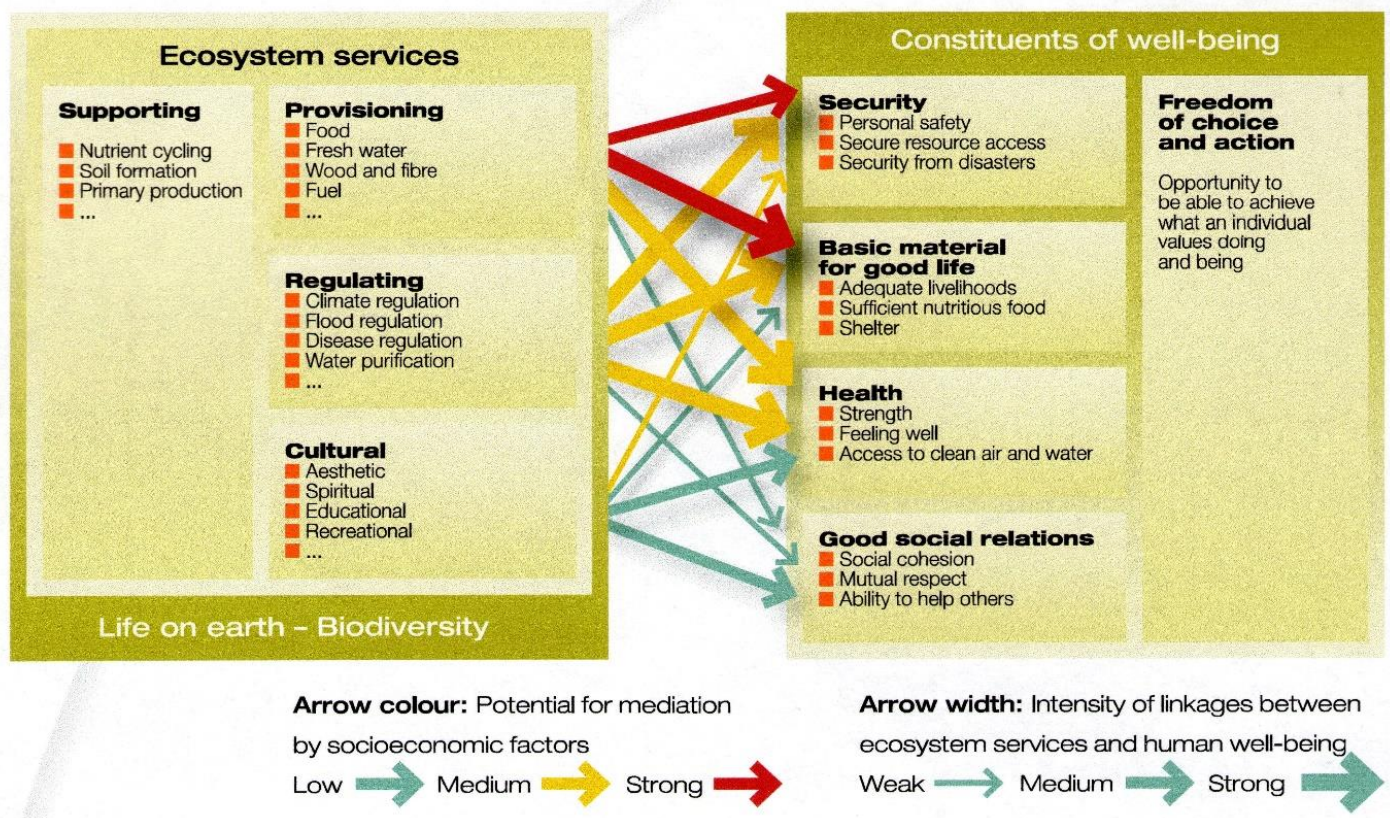 Ecosystem services
Supporting
Nutrient cycling
Soil formation
Primary production
...
Provisioning
Food
Fresh water
Wood and fibre
Fuel
...
Regulating
Climate regulation
Flood regulation
Disease regulation
Water purification
...
Cultural
Aesthetic
Spiritual
Educational
Recreational
...
Life on earth – Biodiversity
Constituents of well-being
Security
Personal safety
Secure resource access
Security from disasters
Basic material
for good life
Adequate livelihoods
Sufficient nutritious food
Shelter
Health
Strength
Feeling well
Access to clean air and water
Good social relations
Social cohesion
Mutual respect
Ability to help others
Freedom
of choice
and action
Opportunity to
be able to achieve
what an individual
values doing
and being
Arrow colour: Potential for mediation
by socioeconomic factors
Low Medium Strong
Arrow width: Intensity of linkages between
ecosystem services and human well-being
Weak Medium Strong